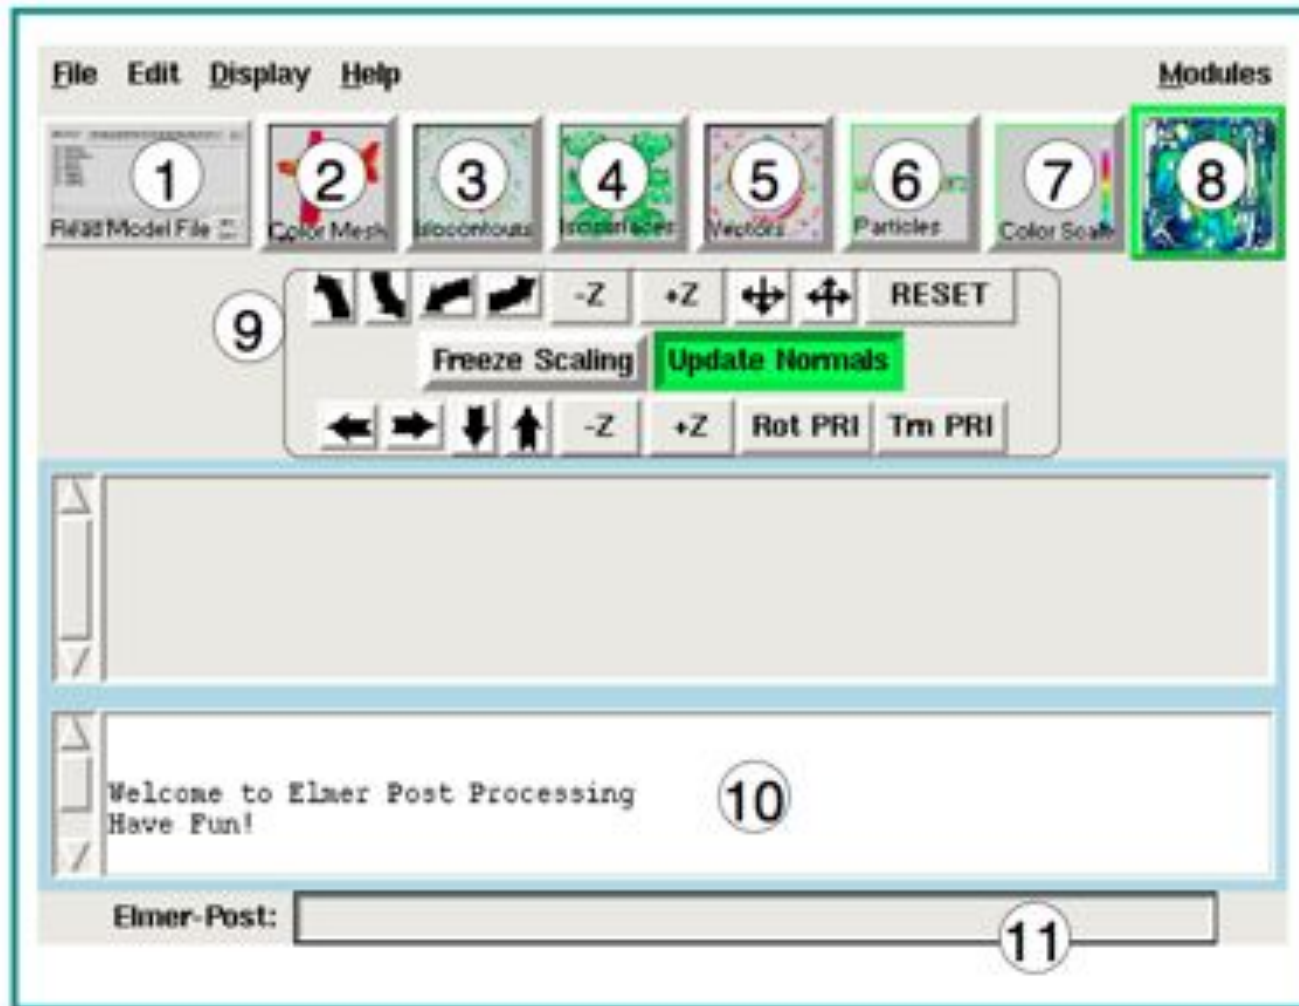 File Edit Display Help Modules
1 2 3 4 5 6 7 8
Read Model File Color Mesh Isocontours Isosurfaces Vectors Particles Color Scale
9
-Z +Z RESET
Freeze Scaling Update Normals
-Z +Z Rot PRI Trn PRI
Welcome to Elmer Post Processing
Have Fun!
10
Elmer-Post:
11